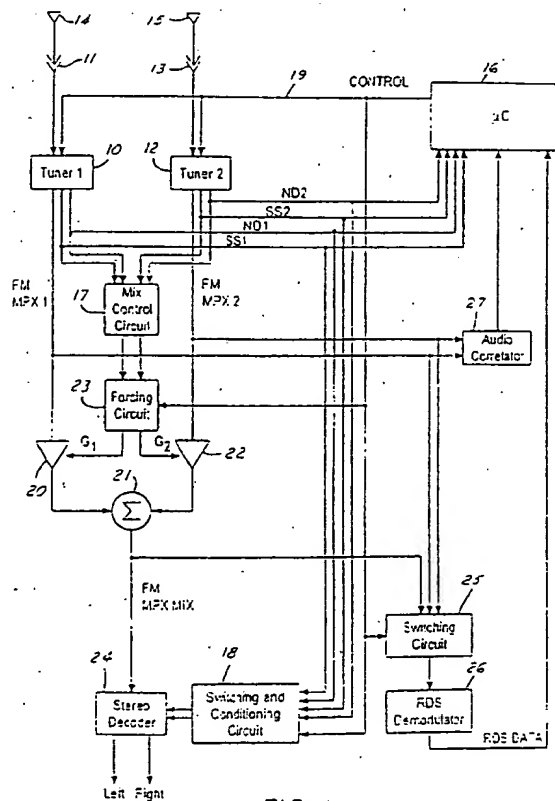 14
15
11
13
19
CONTROL
16
µC
10
12
Tuner 1
Tuner 2
ND2
SS2
ND1
SS1
FM
MPX 1
FM
MPX 2
17
Mix
Control
Circuit
27
Audio
Correlator
23
Forcing
Circuit
G1
G2
20
22
21
Σ
FM
MPX MIX
25
Switching
Circuit
24
18
26
Stereo
Decoder
Switching and
Conditioning
Circuit
RDS
Demodulator
RDS DATA
Left Right